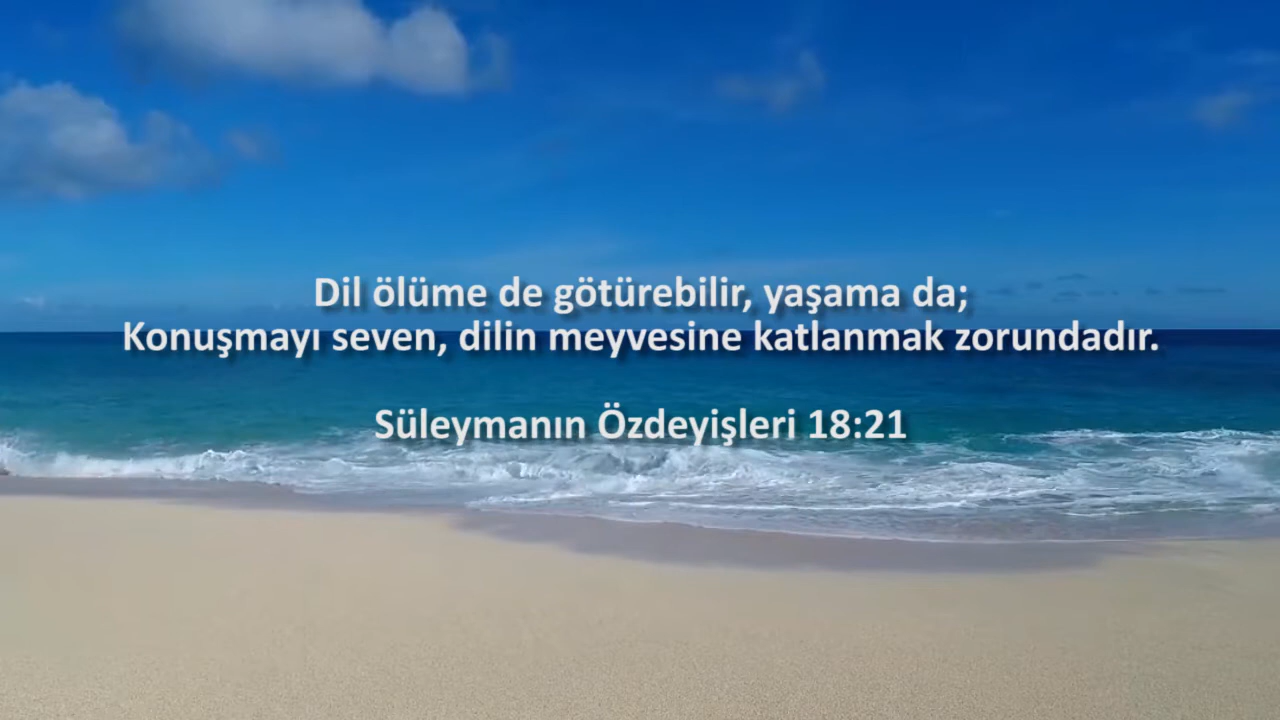 Dil ölüme de götürebilir, yaşama da;
Konuşmayı seven, dilin meyvesine katlanmak zorundadır.
Süleymanın Özdeyişleri 18:21